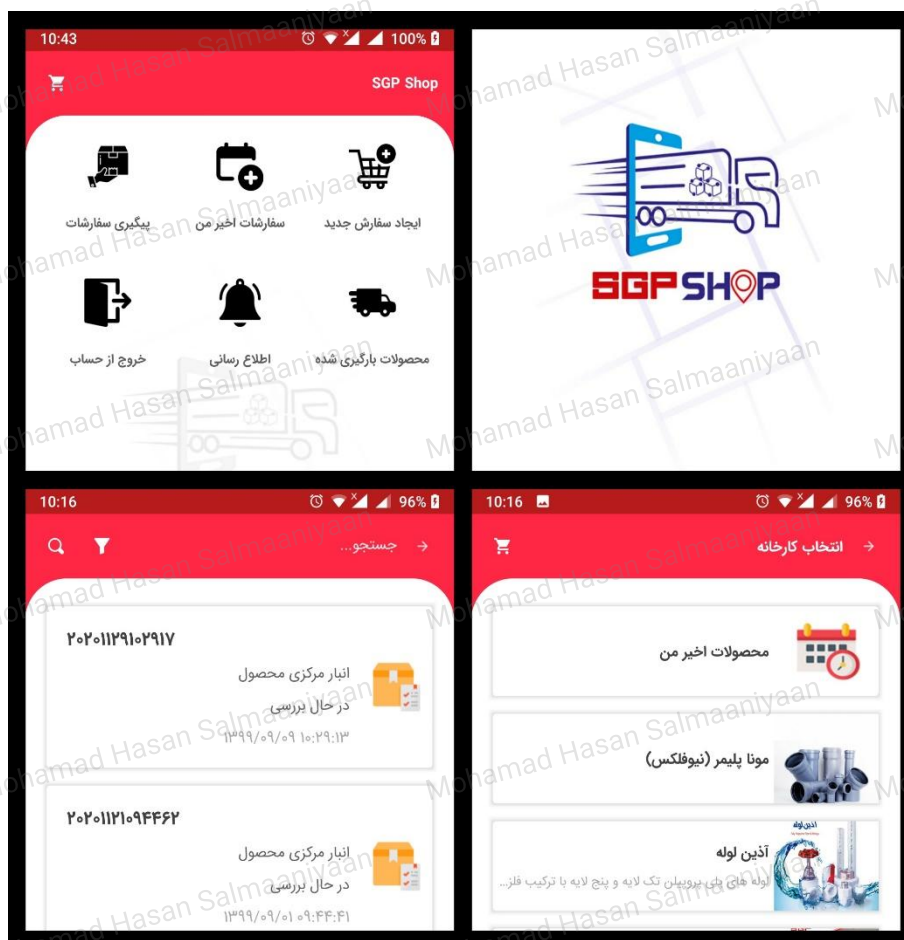 10:43
100%
SGP Shop
ایجاد سفارش جدید
سفارشات اخیر من
پیگیری سفارشات
محصولات بارگیری شده
اطلاع رسانی
خروج از حساب
SGP SHOP
10:16
96%
جستجو...
۲۰۲۰۱۱۲۹۱۰۲۹۱۷
انبار مرکزی محصول
در حال بررسی
۱۳۹۹/۰۹/۰۹ ۱۰:۲۹:۱۳
۲۰۲۰۱۱۲۱۰۹۴۴۶۲
انبار مرکزی محصول
در حال بررسی
۱۳۹۹/۰۹/۰۱ ۰۹:۴۴:۴۱
10:16
96%
انتخاب کارخانه
محصولات اخیر من
مونا پلیمر (نیوفلکس)
آذین لوله
آذین لوله
لوله های پلی پروپیلن تک لایه و پنج لایه با ترکیب فلز...
Mohamad Hasan Salmaaniyaan